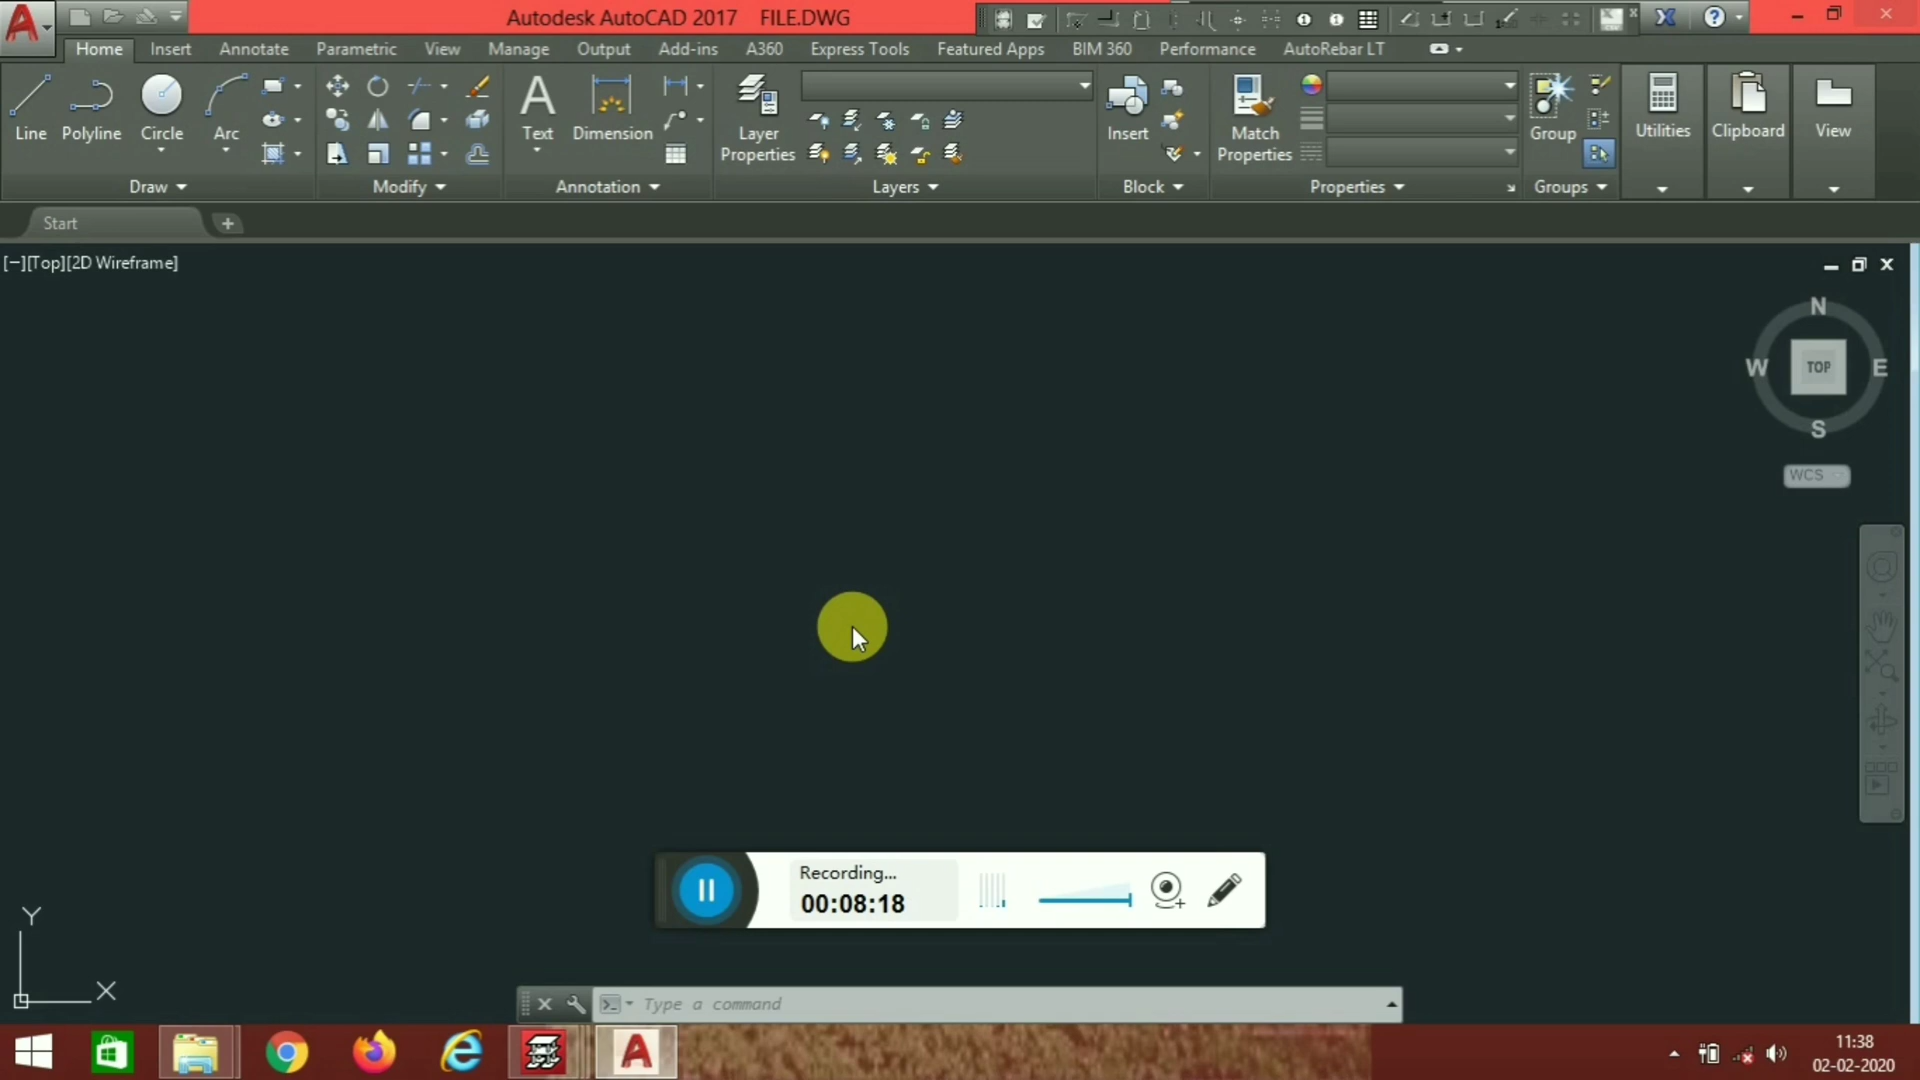 Autodesk AutoCAD 2017 FILE.DWG
Home Insert Annotate Parametric View Manage Output Add-ins A360 Express Tools Featured Apps BIM 360 Performance AutoRebar LT
Line Polyline Circle Arc Text Dimension Layer Properties Insert Match Properties Group Utilities Clipboard View
Draw Modify Annotation Layers Block Properties Groups
Start
[−][Top][2D Wireframe]
N
W TOP E
S
WCS
Recording...
00:08:18
Y
X
Type a command
11:38
02-02-2020